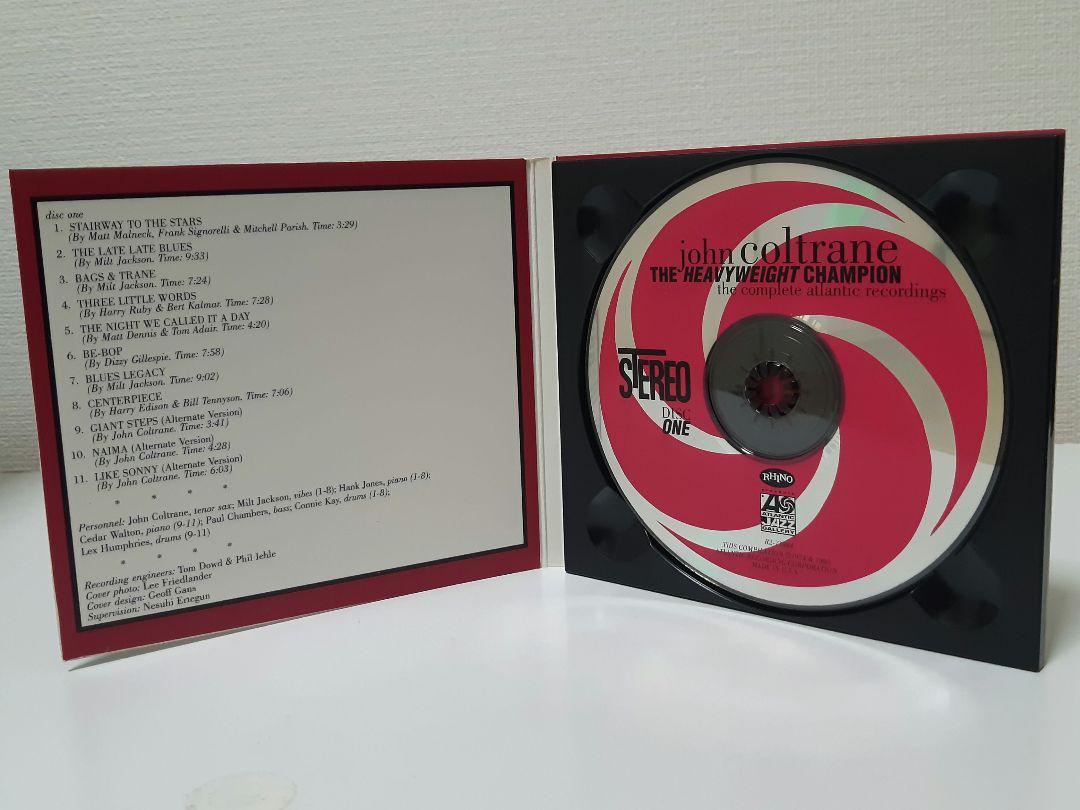 disc one
1. STAIRWAY TO THE STARS
(By Matt Malneck, Frank Signorelli & Mitchell Parish. Time: 3:29)
2. THE LATE LATE BLUES
(By Milt Jackson. Time: 9:33)
3. BAGS & TRANE
(By Milt Jackson. Time: 7:24)
4. THREE LITTLE WORDS
(By Harry Ruby & Bert Kalmar. Time: 7:28)
5. THE NIGHT WE CALLED IT A DAY
(By Matt Dennis & Tom Adair. Time: 4:20)
6. BE-BOP
(By Dizzy Gillespie. Time: 7:58)
7. BLUES LEGACY
(By Milt Jackson. Time: 9:02)
8. CENTERPIECE
(By Harry Edison & Bill Tennyson. Time: 7:06)
9. GIANT STEPS (Alternate Version)
(By John Coltrane. Time: 3:41)
10. NAIMA (Alternate Version)
(By John Coltrane. Time: 4:28)
11. LIKE SONNY (Alternate Version)
(By John Coltrane. Time: 6:03)
* * * *
Personnel: John Coltrane, tenor sax; Milt Jackson, vibes (1-8); Hank Jones, piano (1-8);
Cedar Walton, piano (9-11); Paul Chambers, bass; Connie Kay, drums (1-8);
Lex Humphries, drums (9-11)
* * * *
Recording engineers: Tom Dowd & Phil Iehle
Cover photo: Lee Friedlander
Cover design: Geoff Gans
Supervision: Nesuhi Ertegun
john coltrane
THE HEAVYWEIGHT CHAMPION
the complete atlantic recordings
STEREO
DISC
ONE
RHINO
ATLANTIC
JAZZ
GALLERY
ATLANTIC RECORDING CORPORATION
MADE IN U.S.A.